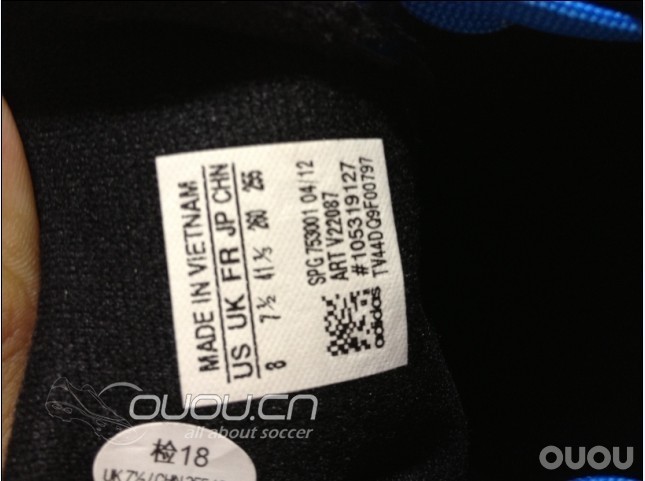 MADE IN VIETNAM
US UK FR JP CHN
8 7½ 41⅓ 260 255
SPG 753001 04/12
ART V22087
#105319127
TV44DQ9F00797
adidas
OUOU.CN
all about soccer
检18
OUOU